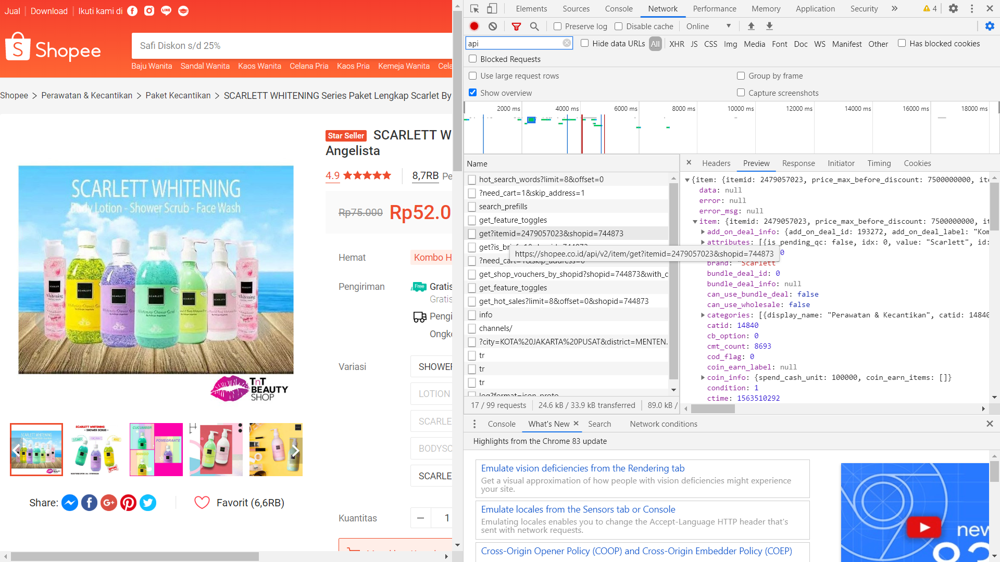 Jual
Download
Ikuti kami di
Shopee
Safi Diskon s/d 25%
Baju Wanita
Sandal Wanita
Kaos Wanita
Celana Pria
Kaos Pria
Kemeja Wanita
Shopee > Perawatan & Kecantikan > Paket Kecantikan > SCARLETT WHITENING Series Paket Lengkap Scarlet By
Star Seller
SCARLETT W
Angelista
4.9
8,7RB Pe
Rp75.000
Rp52.0
SCARLETT WHITENING
Body Lotion - Shower Scrub - Face Wash
TnT
BEAUTY
SHOP
Hemat
Kombo H
Pengiriman
Free
Gratis
Gratis
Pengi
Ongke
Variasi
SHOWER
LOTION
SCARLE
BODYSC
SCARLE
Share:
Favorit (6,6RB)
Kuantitas
1
Elements
Sources
Console
Network
Performance
Memory
Application
Security
4
Preserve log
Disable cache
Online
api
Hide data URLs
All
XHR
JS
CSS
Img
Media
Font
Doc
WS
Manifest
Other
Has blocked cookies
Blocked Requests
Use large request rows
Group by frame
Show overview
Capture screenshots
2000 ms
4000 ms
6000 ms
8000 ms
10000 ms
12000 ms
14000 ms
16000 ms
18000 ms
Name
hot_search_words?limit=8&offset=0
?need_cart=1&skip_address=1
search_prefills
get_feature_toggles
get?itemid=2479057023&shopid=744873
https://shopee.co.id/api/v2/item/get?itemid=2479057023&shopid=744873
get_shop_vouchers_by_shopid?shopid=744873&with_c
get_feature_toggles
get_hot_sales?limit=8&offset=0&shopid=744873
info
channels/
?city=KOTA%20JAKARTA%20PUSAT&district=MENTEN.
tr
tr
tr
17 / 99 requests
24.6 kB / 33.9 kB transferred
89.0 kB /
Headers
Preview
Response
Initiator
Timing
Cookies
{item: {itemid: 2479057023, price_max_before_discount: 7500000000, ite
data: null
error: null
error_msg: null
item: {itemid: 2479057023, price_max_before_discount: 7500000000, it
add_on_deal_info: {add_on_deal_id: 193272, add_on_deal_label: "Kom
attributes: [{is_pending_qc: false, idx: 0, value: "Scarlett", id:
0
brand: "Scarlett"
bundle_deal_id: 0
bundle_deal_info: null
can_use_bundle_deal: false
can_use_wholesale: false
categories: [{display_name: "Perawatan & Kecantikan", catid: 14840
catid: 14840
cb_option: 0
cmt_count: 8693
cod_flag: 0
coin_earn_label: null
coin_info: {spend_cash_unit: 100000, coin_earn_items: []}
condition: 1
ctime: 1563510292
Console
What's New
Search
Network conditions
Highlights from the Chrome 83 update
Emulate vision deficiencies from the Rendering tab
Get a visual approximation of how people with vision deficiencies might experience
your site.
Emulate locales from the Sensors tab or Console
Emulating locales enables you to change the Accept-Language HTTP header that's
sent with network requests.
Cross-Origin Opener Policy (COOP) and Cross-Origin Embedder Policy (COEP)
new